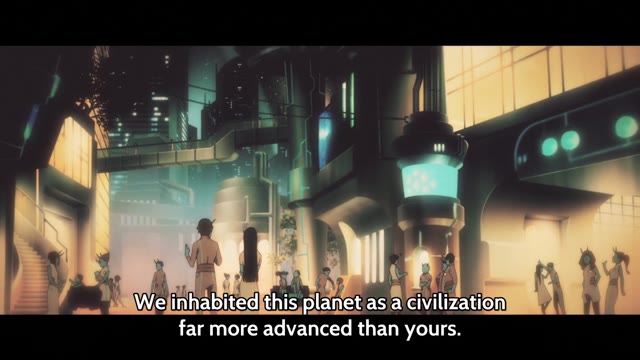 We inhabited this planet as a civilization
far more advanced than yours.